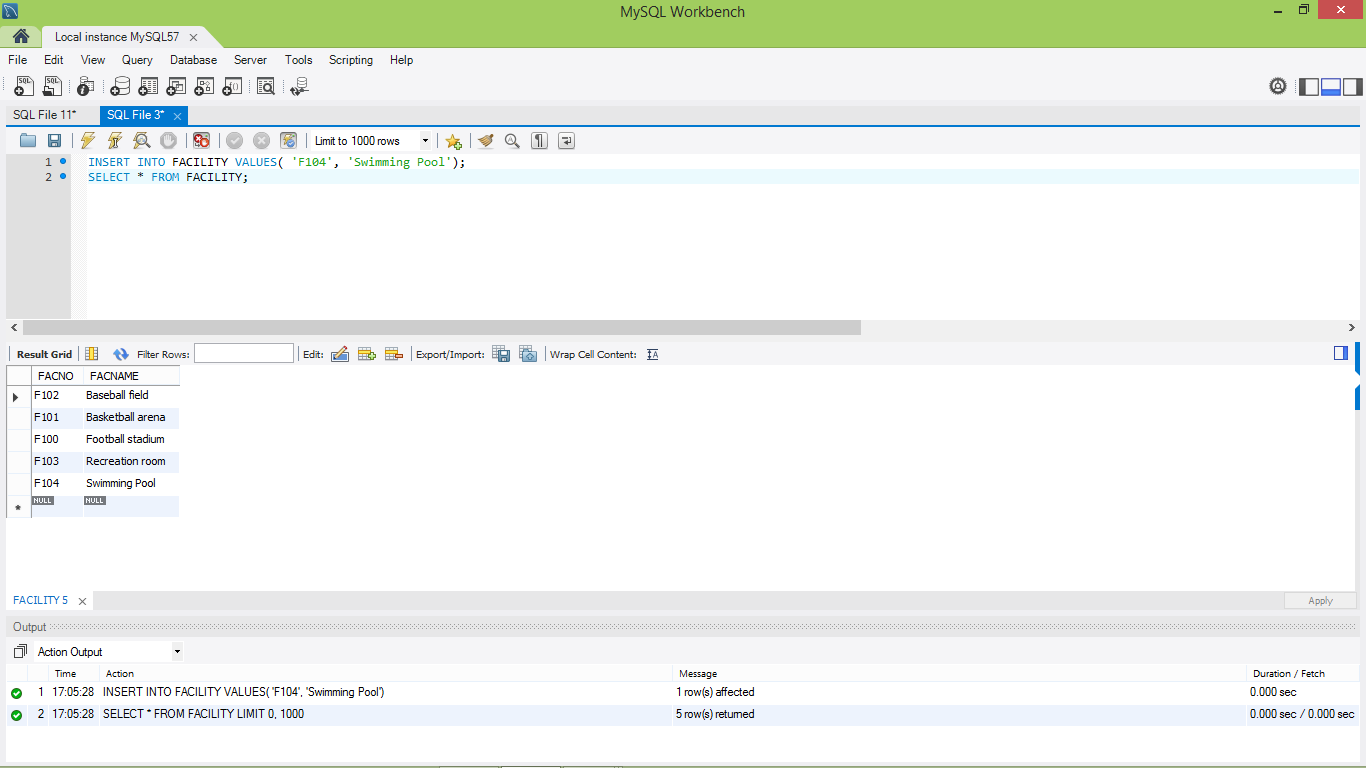 MySQL Workbench
Local instance MySQL57
File Edit View Query Database Server Tools Scripting Help
SQL File 11* SQL File 3*
Limit to 1000 rows
1 INSERT INTO FACILITY VALUES( 'F104', 'Swimming Pool');
2 SELECT * FROM FACILITY;
Result Grid Filter Rows: Edit: Export/Import: Wrap Cell Content:
FACNO FACNAME
F102 Baseball field
F101 Basketball arena
F100 Football stadium
F103 Recreation room
F104 Swimming Pool
NULL NULL
FACILITY 5 Apply
Output
Action Output
Time Action Message Duration / Fetch
1 17:05:28 INSERT INTO FACILITY VALUES( 'F104', 'Swimming Pool') 1 row(s) affected 0.000 sec
2 17:05:28 SELECT * FROM FACILITY LIMIT 0, 1000 5 row(s) returned 0.000 sec / 0.000 sec